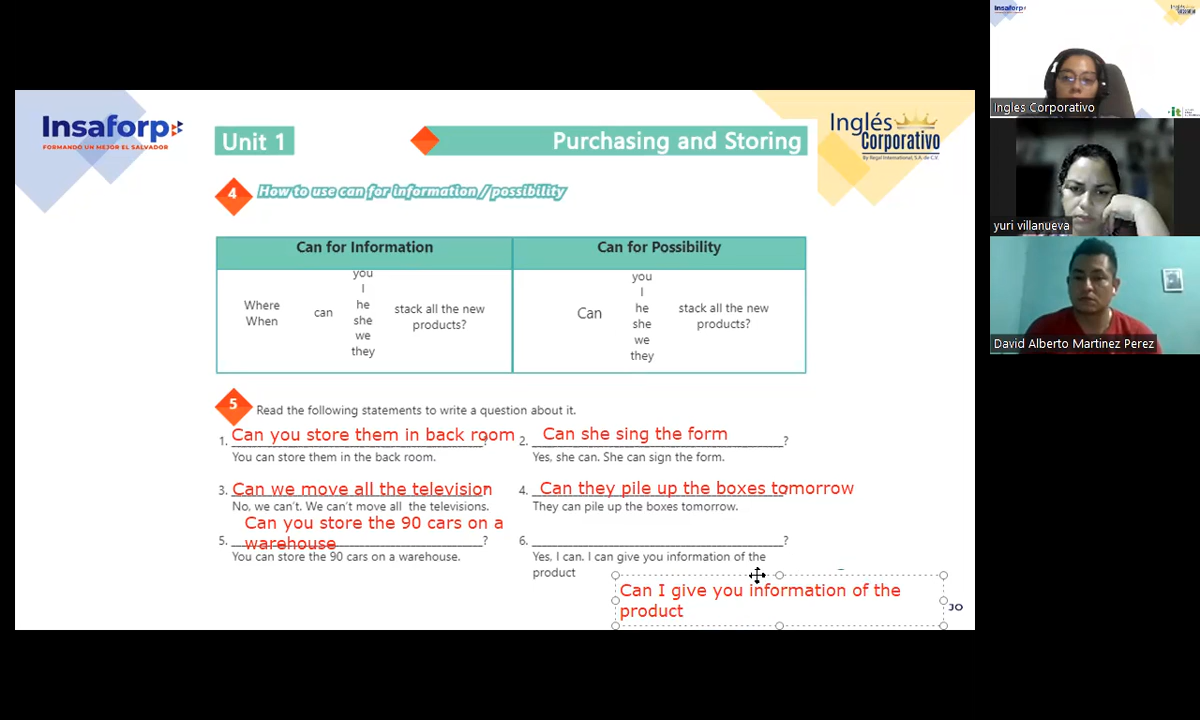 Insaforp
FORMANDO UN MEJOR EL SALVADOR
Unit 1
Purchasing and Storing
Inglés
Corporativo
By Regal International, S.A. de C.V.
4
How to use can for information / possibility
Can for Information
Can for Possibility
Where
When
can
you
I
he
she
we
they
stack all the new
products?
Can
you
I
he
she
we
they
stack all the new
products?
5
Read the following statements to write a question about it.
1. Can you store them in back room ?
You can store them in the back room.
2. Can she sing the form ?
Yes, she can. She can sign the form.
3. Can we move all the television
No, we can't. We can't move all the televisions.
4. Can they pile up the boxes tomorrow
They can pile up the boxes tomorrow.
5. Can you store the 90 cars on a
warehouse ?
You can store the 90 cars on a warehouse.
6. ?
Yes, I can. I can give you information of the
product
Can I give you information of the
product
JO
Insaforp
Ingles Corporativo
yuri villanueva
David Alberto Martinez Perez